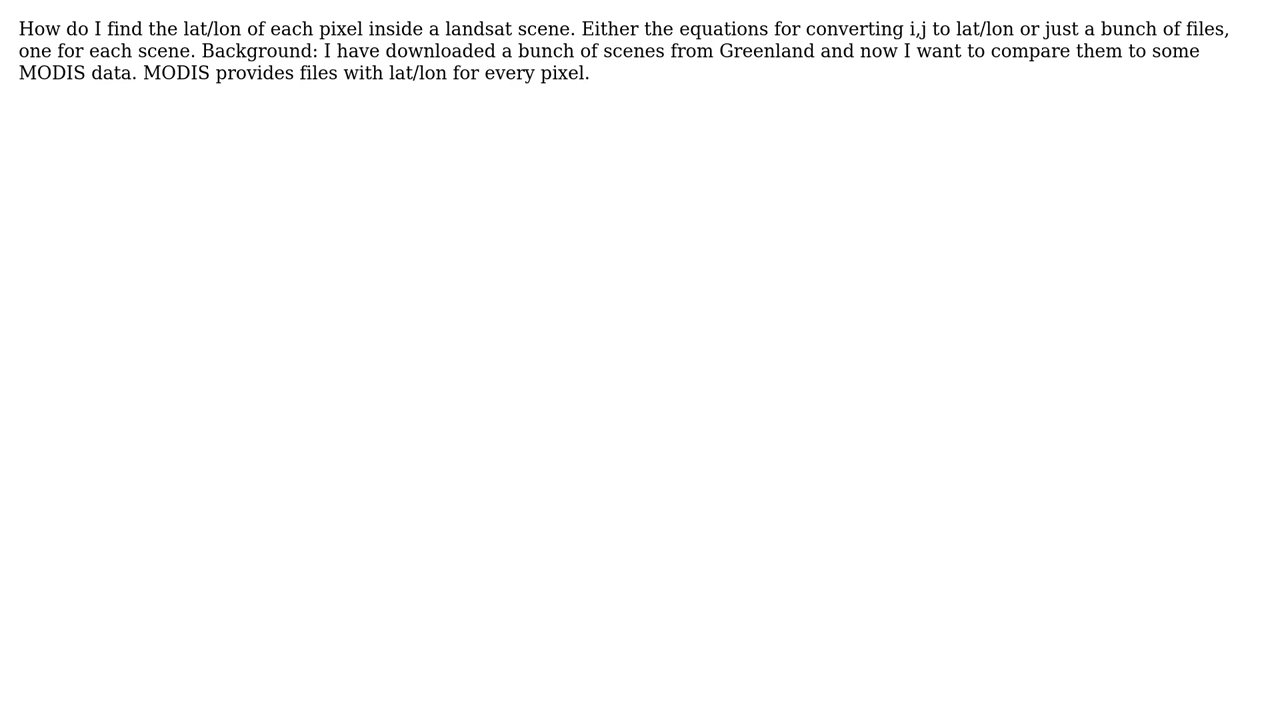 How do I find the lat/lon of each pixel inside a landsat scene. Either the equations for converting i,j to lat/lon or just a bunch of files,
one for each scene. Background: I have downloaded a bunch of scenes from Greenland and now I want to compare them to some
MODIS data. MODIS provides files with lat/lon for every pixel.